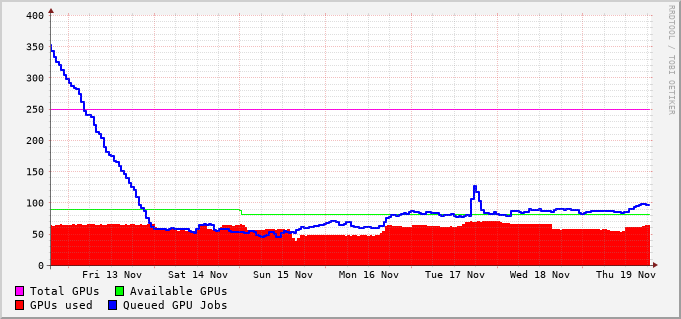 400
350
300
250
200
150
100
50
0
Fri 13 Nov Sat 14 Nov Sun 15 Nov Mon 16 Nov Tue 17 Nov Wed 18 Nov Thu 19 Nov
Total GPUs Available GPUs
GPUs used Queued GPU Jobs
RRDTOOL / TOBI OETIKER